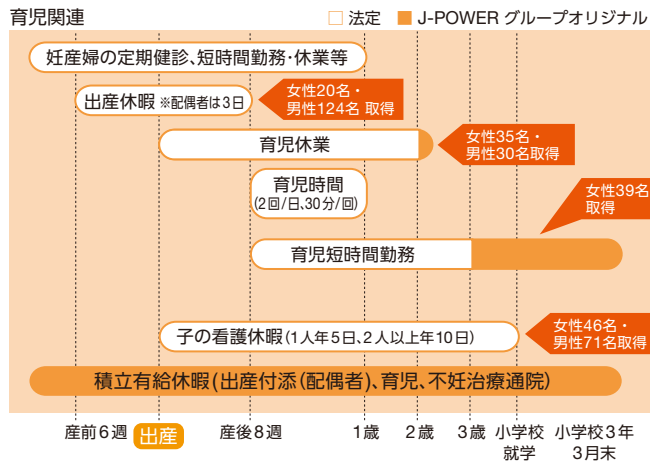 育児関連
法定
J-POWER グループオリジナル
妊産婦の定期健診、短時間勤務・休業等
出産休暇 ※配偶者は3日
女性20名・
男性124名 取得
育児休業
女性35名・
男性30名取得
育児時間
(2回/日、30分/回)
女性39名
取得
育児短時間勤務
子の看護休暇(1人年5日、2人以上年10日)
女性46名・
男性71名取得
積立有給休暇(出産付添(配偶者)、育児、不妊治療通院)
産前6週
出産
産後8週
1歳
2歳
3歳
小学校
就学
小学校3年
3月末